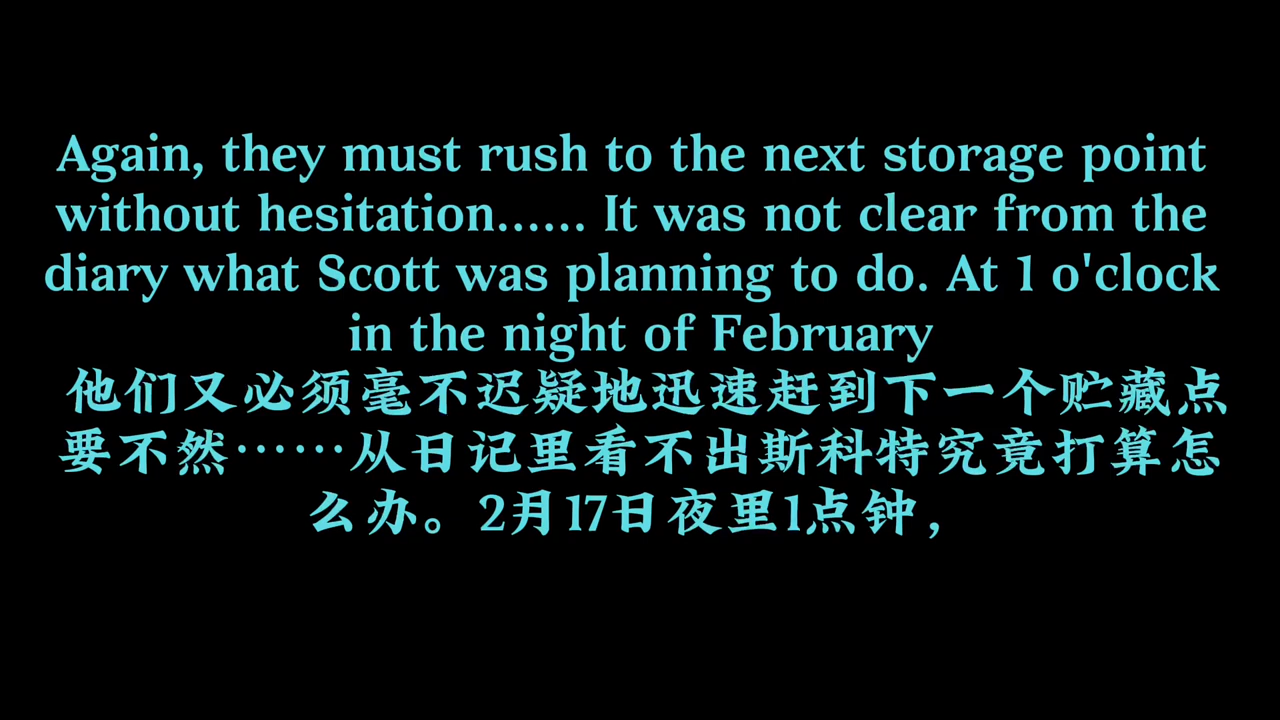 Again, they must rush to the next storage point
without hesitation...... It was not clear from the
diary what Scott was planning to do. At 1 o'clock
in the night of February
他们又必须毫不迟疑地迅速赶到下一个贮藏点
要不然……从日记里看不出斯科特究竟打算怎
么办。2月17日夜里1点钟，